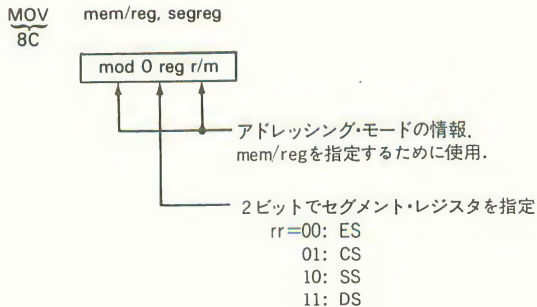 MOV mem/reg, segreg
8C
mod 0 reg r/m
アドレッシング・モードの情報.
mem/regを指定するために使用.
2ビットでセグメント・レジスタを指定
rr=00: ES
01: CS
10: SS
11: DS